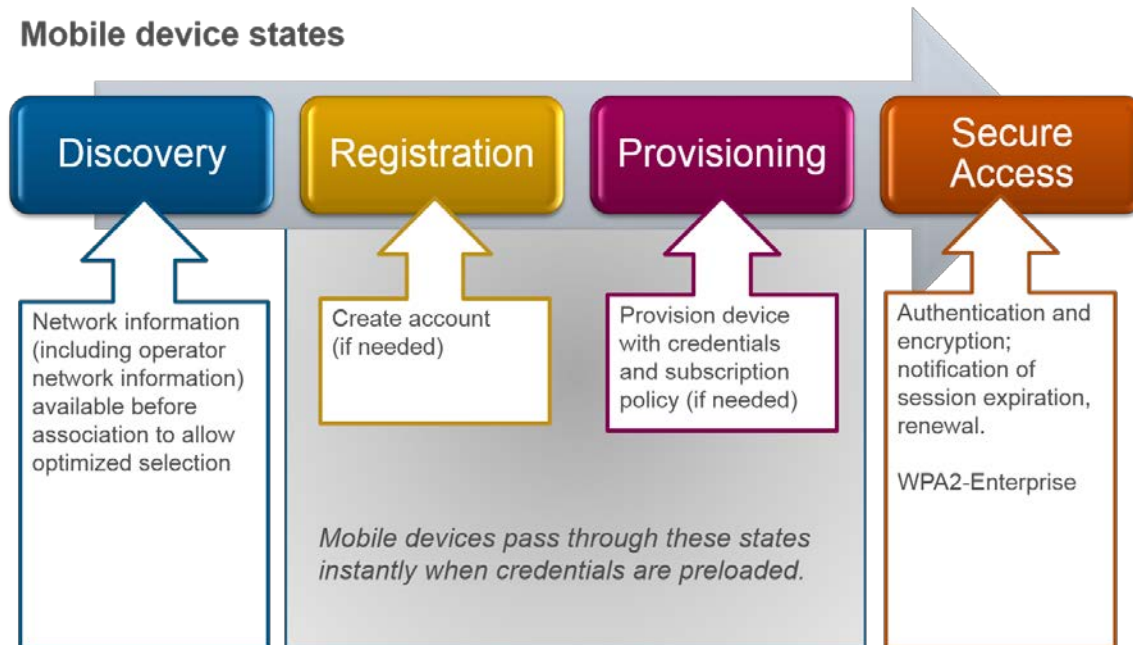 Mobile device states
Discovery
Registration
Provisioning
Secure
Access
Network information
(including operator
network information)
available before
association to allow
optimized selection
Create account
(if needed)
Provision device
with credentials
and subscription
policy (if needed)
Authentication and
encryption;
notification of
session expiration,
renewal.
WPA2-Enterprise
Mobile devices pass through these states
instantly when credentials are preloaded.